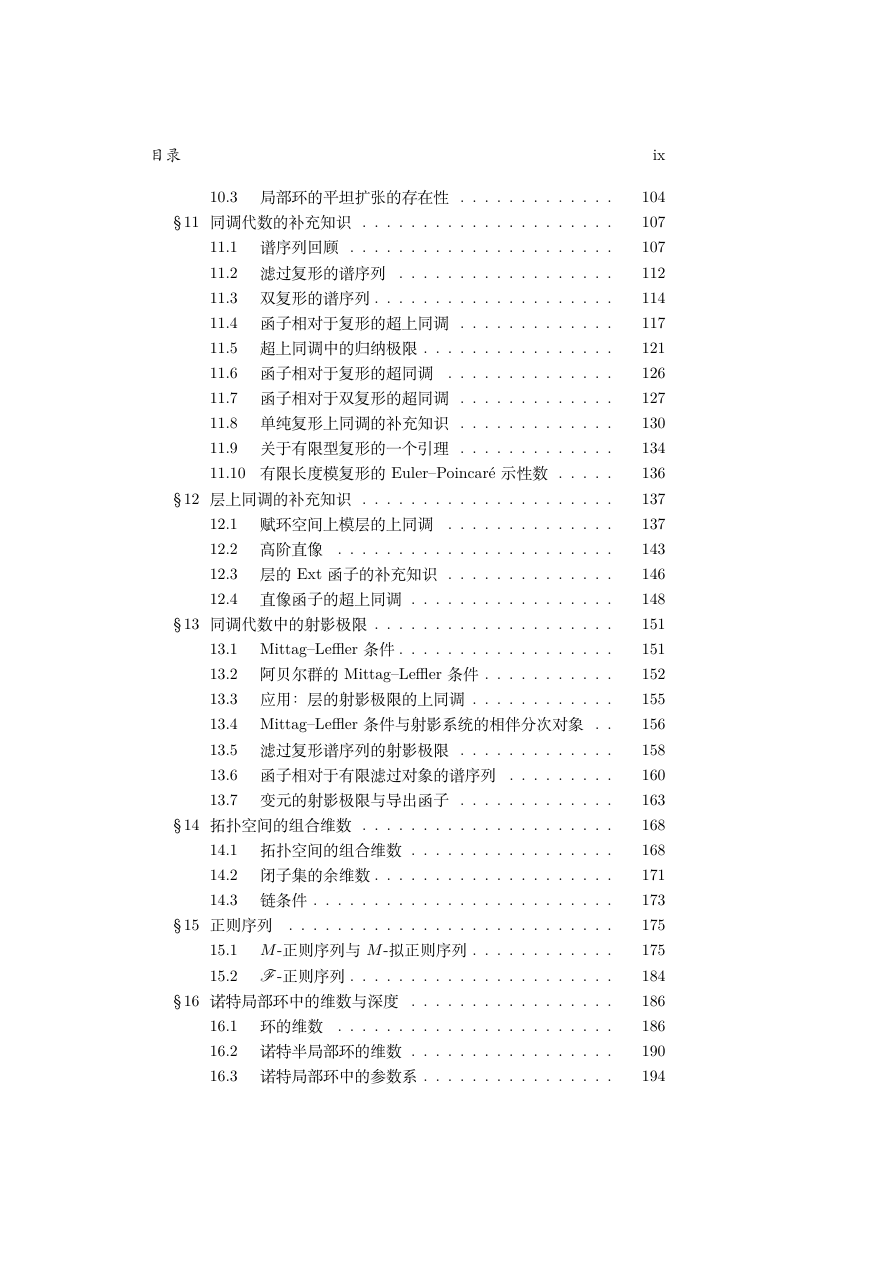 目录 ix
10.3 局部环的平坦扩张的存在性 . . . . . . . . . . . . . 104
§11 同调代数的补充知识 . . . . . . . . . . . . . . . . . . . . . 107
11.1 谱序列回顾 . . . . . . . . . . . . . . . . . . . . . . 107
11.2 滤过复形的谱序列 . . . . . . . . . . . . . . . . . . 112
11.3 双复形的谱序列 . . . . . . . . . . . . . . . . . . . . 114
11.4 函子相对于复形的超上同调 . . . . . . . . . . . . . 117
11.5 超上同调中的归纳极限 . . . . . . . . . . . . . . . . 121
11.6 函子相对于复形的超同调 . . . . . . . . . . . . . . 126
11.7 函子相对于双复形的超同调 . . . . . . . . . . . . . 127
11.8 单纯复形上同调的补充知识 . . . . . . . . . . . . . 130
11.9 关于有限型复形的一个引理 . . . . . . . . . . . . . 134
11.10 有限长度模复形的 Euler–Poincaré 示性数 . . . . . 136
§12 层上同调的补充知识 . . . . . . . . . . . . . . . . . . . . . 137
12.1 赋环空间上模层的上同调 . . . . . . . . . . . . . . 137
12.2 高阶直像 . . . . . . . . . . . . . . . . . . . . . . . 143
12.3 层的 Ext 函子的补充知识 . . . . . . . . . . . . . . 146
12.4 直像函子的超上同调 . . . . . . . . . . . . . . . . . 148
§13 同调代数中的射影极限 . . . . . . . . . . . . . . . . . . . . 151
13.1 Mittag–Leffler 条件 . . . . . . . . . . . . . . . . . . 151
13.2 阿贝尔群的 Mittag–Leffler 条件 . . . . . . . . . . . 152
13.3 应用：层的射影极限的上同调 . . . . . . . . . . . . 155
13.4 Mittag–Leffler 条件与射影系统的相伴分次对象 . . 156
13.5 滤过复形谱序列的射影极限 . . . . . . . . . . . . . 158
13.6 函子相对于有限滤过对象的谱序列 . . . . . . . . . 160
13.7 变元的射影极限与导出函子 . . . . . . . . . . . . . 163
§14 拓扑空间的组合维数 . . . . . . . . . . . . . . . . . . . . . 168
14.1 拓扑空间的组合维数 . . . . . . . . . . . . . . . . . 168
14.2 闭子集的余维数 . . . . . . . . . . . . . . . . . . . . 171
14.3 链条件 . . . . . . . . . . . . . . . . . . . . . . . . . 173
§15 正则序列 . . . . . . . . . . . . . . . . . . . . . . . . . . . 175
15.1 M-正则序列与 M-拟正则序列 . . . . . . . . . . . . 175
15.2 ℱ-正则序列 . . . . . . . . . . . . . . . . . . . . . . 184
§16 诺特局部环中的维数与深度 . . . . . . . . . . . . . . . . . 186
16.1 环的维数 . . . . . . . . . . . . . . . . . . . . . . . 186
16.2 诺特半局部环的维数 . . . . . . . . . . . . . . . . . 190
16.3 诺特局部环中的参数系 . . . . . . . . . . . . . . . . 194